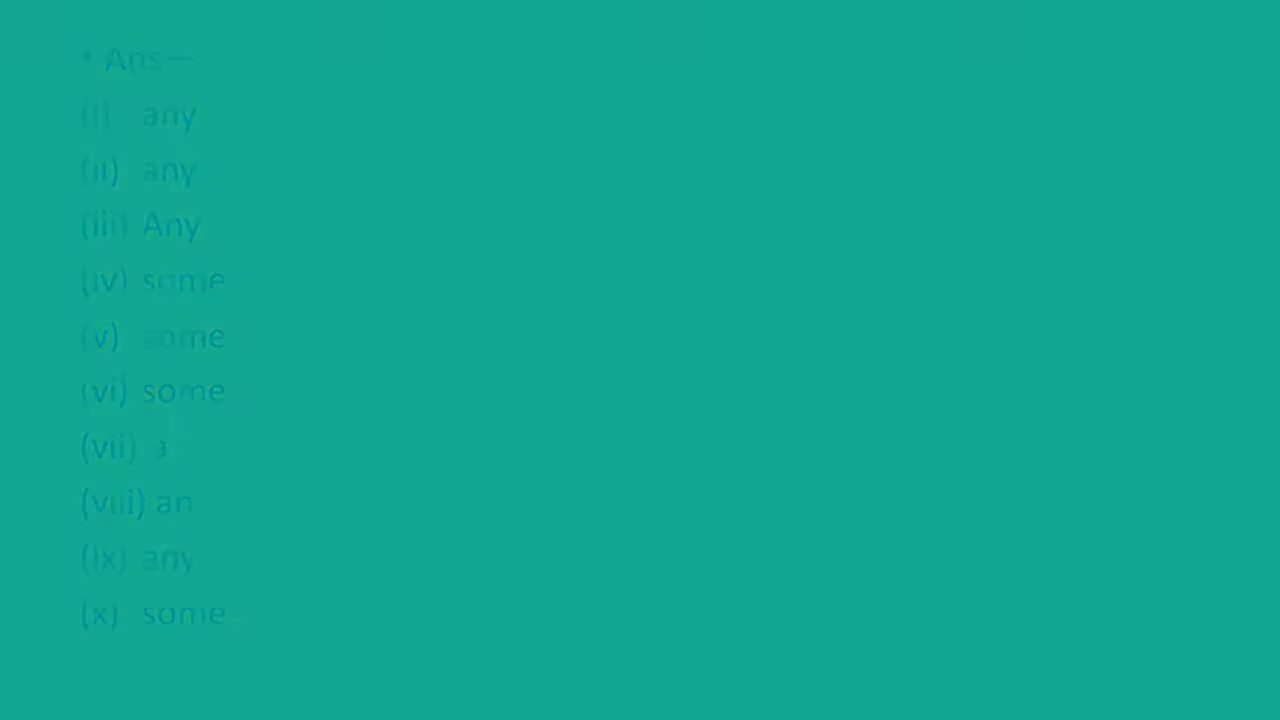 • Ans—
(i) any
(ii) any
(iii) Any
(iv) some
(v) some
(vi) some
(vii) a
(viii) an
(ix) any
(x) some